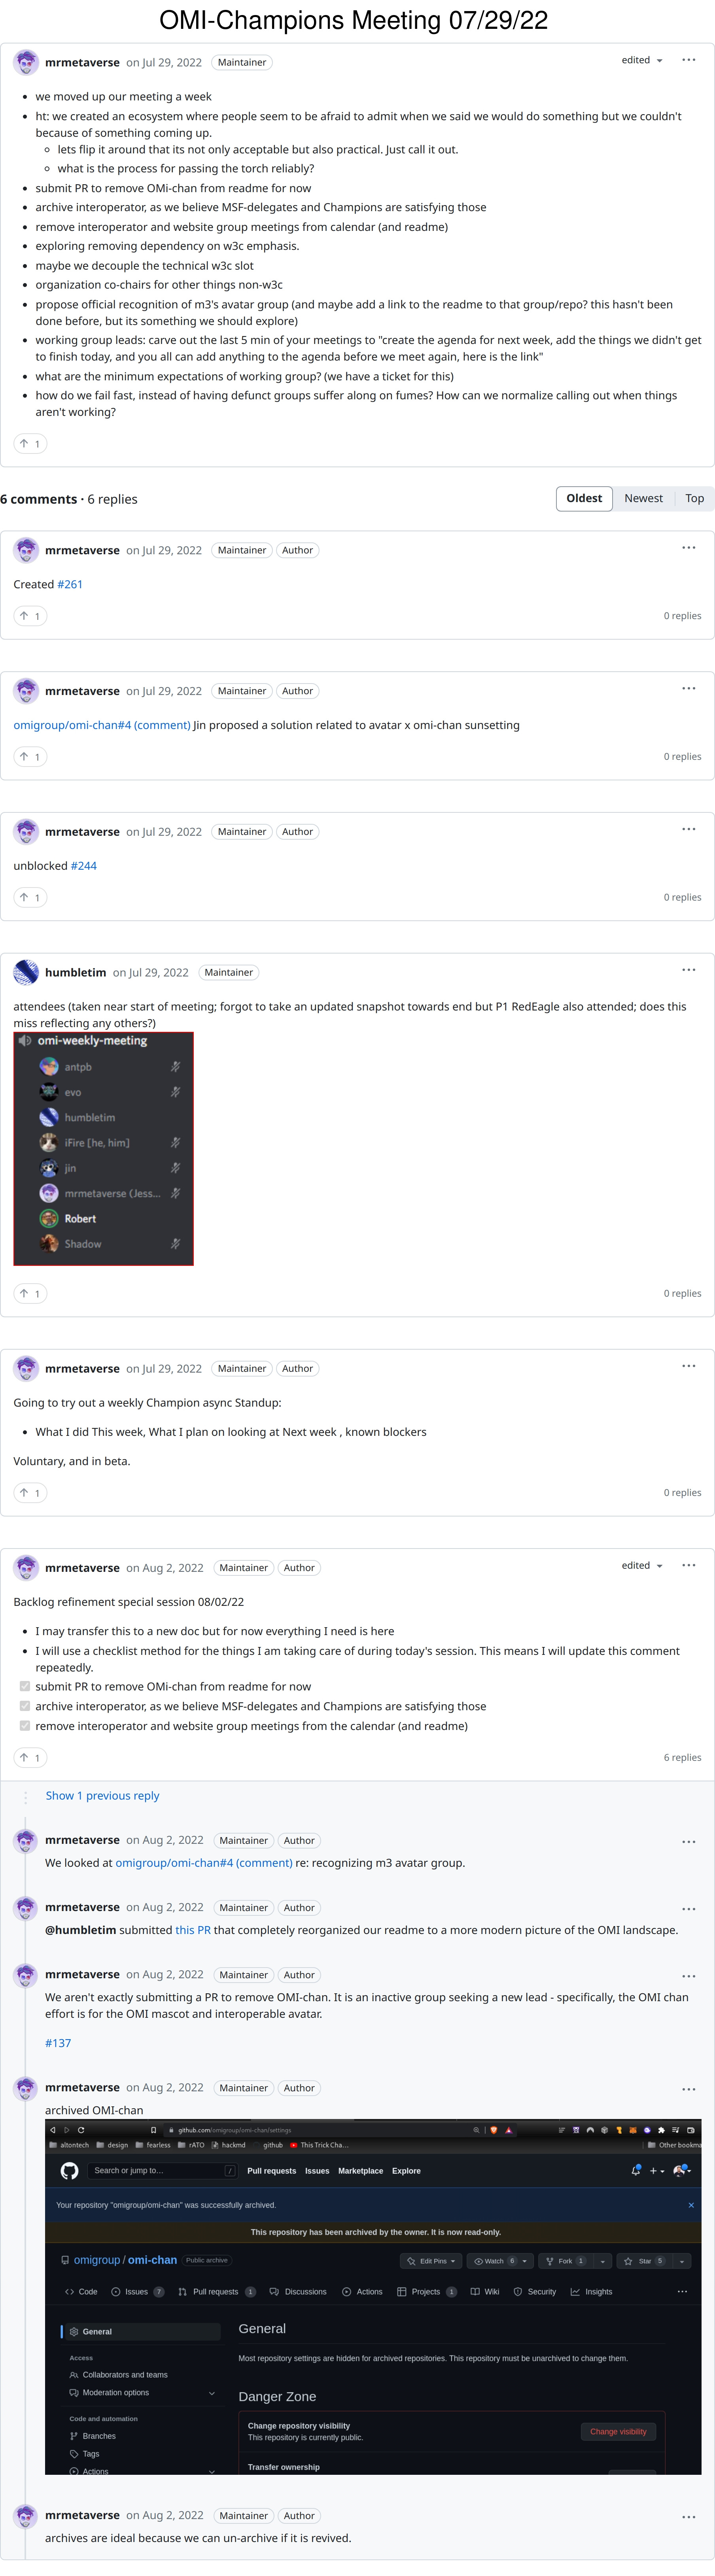 OMI-Champions Meeting 07/29/22
mrmetaverse on Jul 29, 2022 Maintainer edited
we moved up our meeting a week
ht: we created an ecosystem where people seem to be afraid to admit when we said we would do something but we couldn't
because of something coming up.
lets flip it around that its not only acceptable but also practical. Just call it out.
what is the process for passing the torch reliably?
submit PR to remove OMi-chan from readme for now
archive interoperator, as we believe MSF-delegates and Champions are satisfying those
remove interoperator and website group meetings from calendar (and readme)
exploring removing dependency on w3c emphasis.
maybe we decouple the technical w3c slot
organization co-chairs for other things non-w3c
propose official recognition of m3's avatar group (and maybe add a link to the readme to that group/repo? this hasn't been
done before, but its something we should explore)
working group leads: carve out the last 5 min of your meetings to "create the agenda for next week, add the things we didn't get
to finish today, and you all can add anything to the agenda before we meet again, here is the link"
what are the minimum expectations of working group? (we have a ticket for this)
how do we fail fast, instead of having defunct groups suffer along on fumes? How can we normalize calling out when things
aren't working?
1
6 comments · 6 replies Oldest Newest Top
mrmetaverse on Jul 29, 2022 Maintainer Author
Created #261
1 0 replies
mrmetaverse on Jul 29, 2022 Maintainer Author
omigroup/omi-chan#4 (comment) Jin proposed a solution related to avatar x omi-chan sunsetting
1 0 replies
mrmetaverse on Jul 29, 2022 Maintainer Author
unblocked #244
1 0 replies
humbletim on Jul 29, 2022 Maintainer
attendees (taken near start of meeting; forgot to take an updated snapshot towards end but P1 RedEagle also attended; does this
miss reflecting any others?)
omi-weekly-meeting
antpb
evo
humbletim
iFire [he, him]
jin
mrmetaverse (Jess...
Robert
Shadow
1 0 replies
mrmetaverse on Jul 29, 2022 Maintainer Author
Going to try out a weekly Champion async Standup:
What I did This week, What I plan on looking at Next week , known blockers
Voluntary, and in beta.
1 0 replies
mrmetaverse on Aug 2, 2022 Maintainer Author edited
Backlog refinement special session 08/02/22
I may transfer this to a new doc but for now everything I need is here
I will use a checklist method for the things I am taking care of during today's session. This means I will update this comment
repeatedly.
submit PR to remove OMi-chan from readme for now
archive interoperator, as we believe MSF-delegates and Champions are satisfying those
remove interoperator and website group meetings from the calendar (and readme)
1 6 replies
Show 1 previous reply
mrmetaverse on Aug 2, 2022 Maintainer Author
We looked at omigroup/omi-chan#4 (comment) re: recognizing m3 avatar group.
mrmetaverse on Aug 2, 2022 Maintainer Author
@humbletim submitted this PR that completely reorganized our readme to a more modern picture of the OMI landscape.
mrmetaverse on Aug 2, 2022 Maintainer Author
We aren't exactly submitting a PR to remove OMI-chan. It is an inactive group seeking a new lead - specifically, the OMI chan
effort is for the OMI mascot and interoperable avatar.
#137
mrmetaverse on Aug 2, 2022 Maintainer Author
archived OMI-chan
github.com/omigroup/omi-chan/settings
altontech design fearless rATO hackmd github This Trick Cha... Other bookma
Search or jump to... / Pull requests Issues Marketplace Explore
Your repository "omigroup/omi-chan" was successfully archived.
This repository has been archived by the owner. It is now read-only.
omigroup / omi-chan Public archive Edit Pins Watch 6 Fork 1 Star 5
Code Issues 7 Pull requests 1 Discussions Actions Projects 1 Wiki Security Insights
General General
Most repository settings are hidden for archived repositories. This repository must be unarchived to change them.
Access
Collaborators and teams
Moderation options
Danger Zone
Code and automation
Change repository visibility
This repository is currently public.
Change visibility
Branches
Tags
Transfer ownership
Actions
mrmetaverse on Aug 2, 2022 Maintainer Author
archives are ideal because we can un-archive if it is revived.